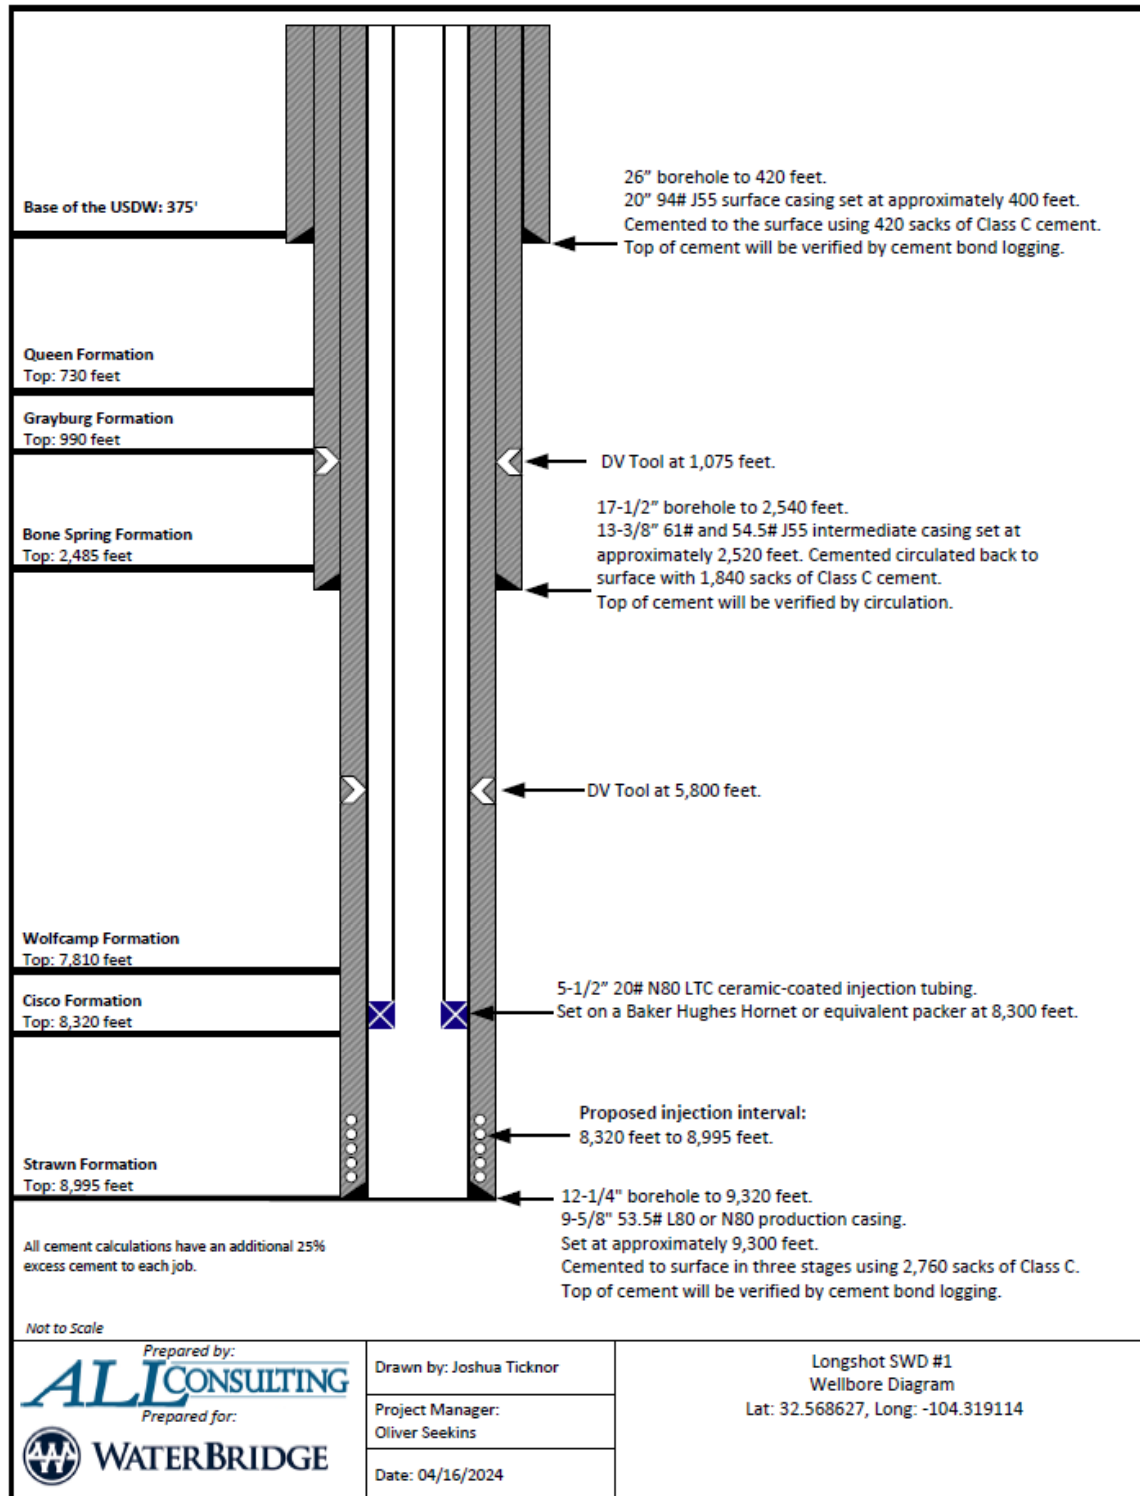 26” borehole to 420 feet.
20” 94# J55 surface casing set at approximately 400 feet.
Cemented to the surface using 420 sacks of Class C cement.
Top of cement will be verified by cement bond logging.
Base of the USDW: 375'
Queen Formation
Top: 730 feet
Grayburg Formation
Top: 990 feet
DV Tool at 1,075 feet.
17-1/2” borehole to 2,540 feet.
13-3/8” 61# and 54.5# J55 intermediate casing set at
approximately 2,520 feet. Cemented circulated back to
surface with 1,840 sacks of Class C cement.
Top of cement will be verified by circulation.
Bone Spring Formation
Top: 2,485 feet
DV Tool at 5,800 feet.
Wolfcamp Formation
Top: 7,810 feet
Cisco Formation
Top: 8,320 feet
5-1/2” 20# N80 LTC ceramic-coated injection tubing.
Set on a Baker Hughes Hornet or equivalent packer at 8,300 feet.
Proposed injection interval:
8,320 feet to 8,995 feet.
Strawn Formation
Top: 8,995 feet
12-1/4" borehole to 9,320 feet.
9-5/8" 53.5# L80 or N80 production casing.
Set at approximately 9,300 feet.
Cemented to surface in three stages using 2,760 sacks of Class C.
Top of cement will be verified by cement bond logging.
All cement calculations have an additional 25%
excess cement to each job.
Not to Scale
Prepared by:
ALL CONSULTING
Prepared for:
WATERBRIDGE
Drawn by: Joshua Ticknor
Project Manager:
Oliver Seekins
Date: 04/16/2024
Longshot SWD #1
Wellbore Diagram
Lat: 32.568627, Long: -104.319114